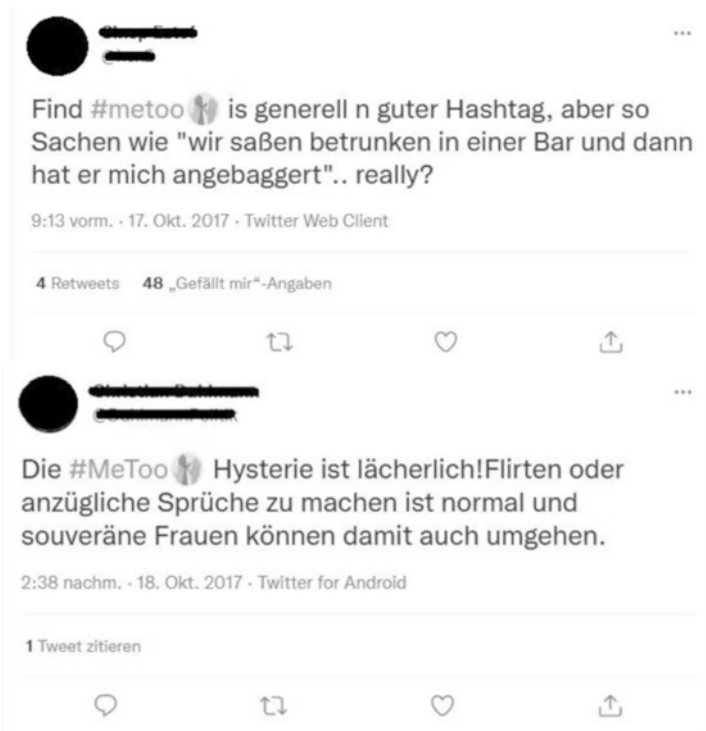 Find #metoo is generell n guter Hashtag, aber so
Sachen wie "wir saßen betrunken in einer Bar und dann
hat er mich angebaggert".. really?
9:13 vorm. · 17. Okt. 2017 · Twitter Web Client
4 Retweets 48 „Gefällt mir“-Angaben
Die #MeToo Hysterie ist lächerlich!Flirten oder
anzügliche Sprüche zu machen ist normal und
souveräne Frauen können damit auch umgehen.
2:38 nachm. · 18. Okt. 2017 · Twitter for Android
1 Tweet zitieren